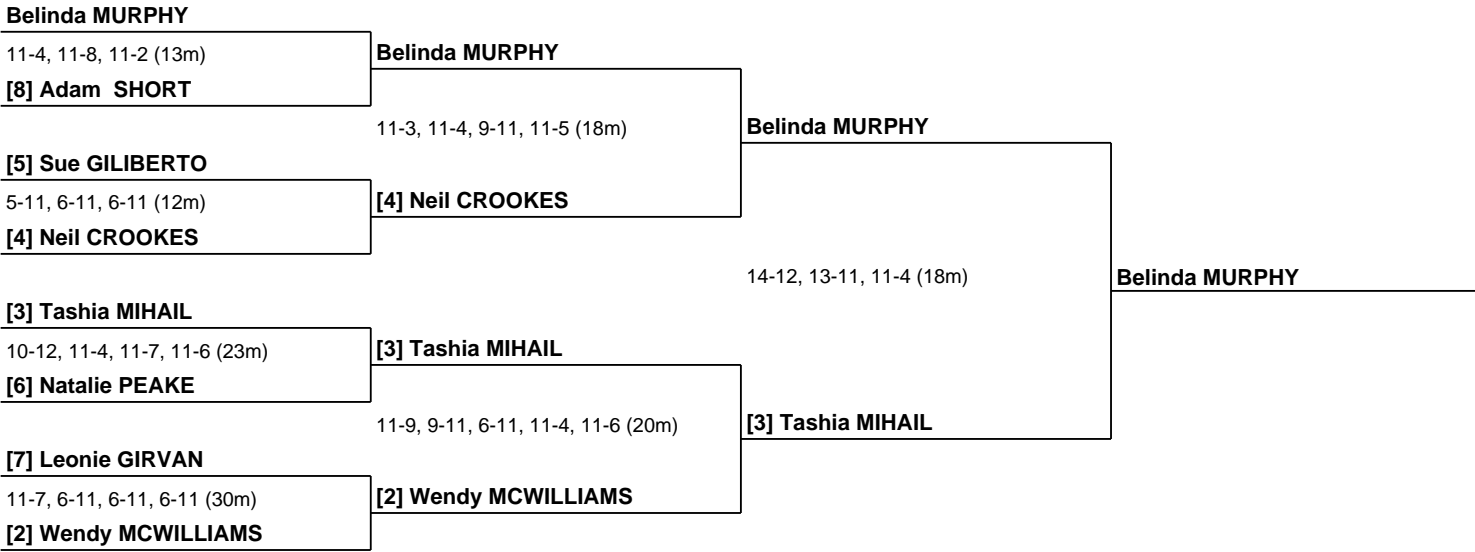 Belinda MURPHY
11-4, 11-8, 11-2 (13m)
[8] Adam  SHORT
[5] Sue GILIBERTO
5-11, 6-11, 6-11 (12m)
[4] Neil CROOKES
[3] Tashia MIHAIL
10-12, 11-4, 11-7, 11-6 (23m)
[6] Natalie PEAKE
[7] Leonie GIRVAN
11-7, 6-11, 6-11, 6-11 (30m)
[2] Wendy MCWILLIAMS
Belinda MURPHY
11-3, 11-4, 9-11, 11-5 (18m)
[4] Neil CROOKES
[3] Tashia MIHAIL
11-9, 9-11, 6-11, 11-4, 11-6 (20m)
[2] Wendy MCWILLIAMS
Belinda MURPHY
14-12, 13-11, 11-4 (18m)
[3] Tashia MIHAIL
Belinda MURPHY